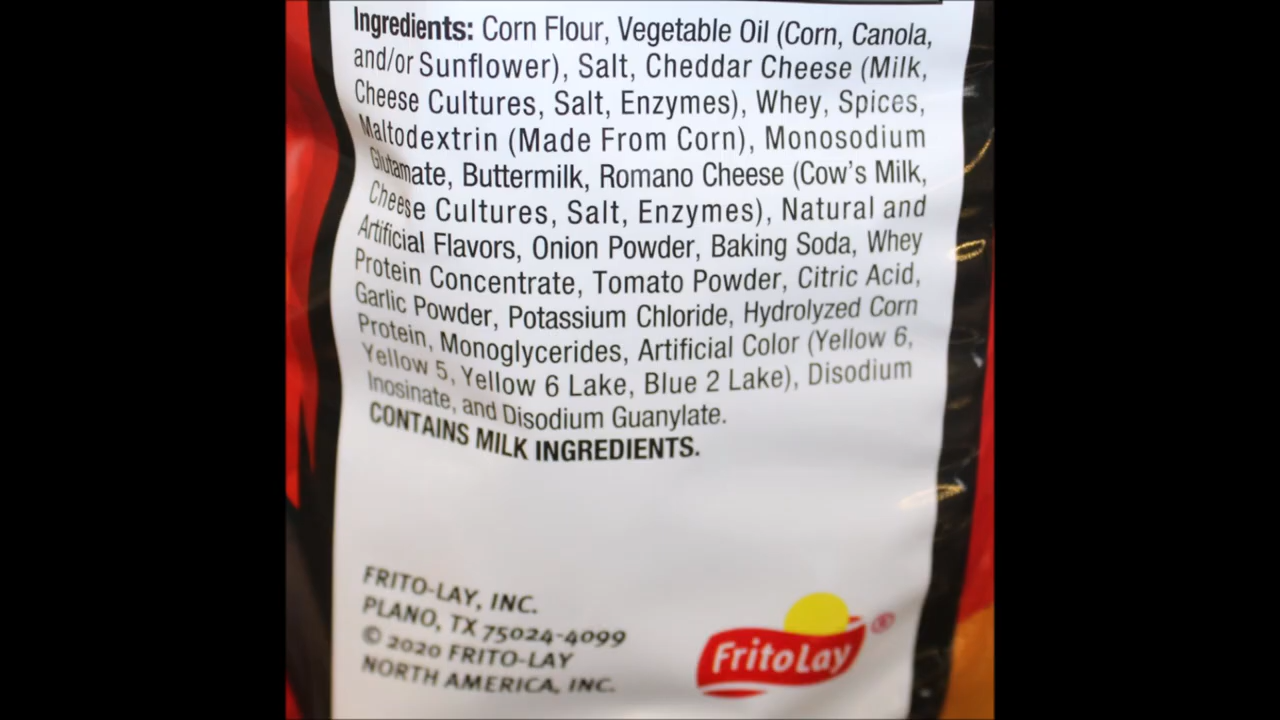 Ingredients: Corn Flour, Vegetable Oil (Corn, Canola,
and/or Sunflower), Salt, Cheddar Cheese (Milk,
Cheese Cultures, Salt, Enzymes), Whey, Spices,
Maltodextrin (Made From Corn), Monosodium
Glutamate, Buttermilk, Romano Cheese (Cow's Milk,
Cheese Cultures, Salt, Enzymes), Natural and
Artificial Flavors, Onion Powder, Baking Soda, Whey
Protein Concentrate, Tomato Powder, Citric Acid,
Garlic Powder, Potassium Chloride, Hydrolyzed Corn
Protein, Monoglycerides, Artificial Color (Yellow 6,
Yellow 5, Yellow 6 Lake, Blue 2 Lake), Disodium
Inosinate, and Disodium Guanylate.
CONTAINS MILK INGREDIENTS.
FRITO-LAY, INC.
PLANO, TX 75024-4099
© 2020 FRITO-LAY
NORTH AMERICA, INC.
FritoLay ®